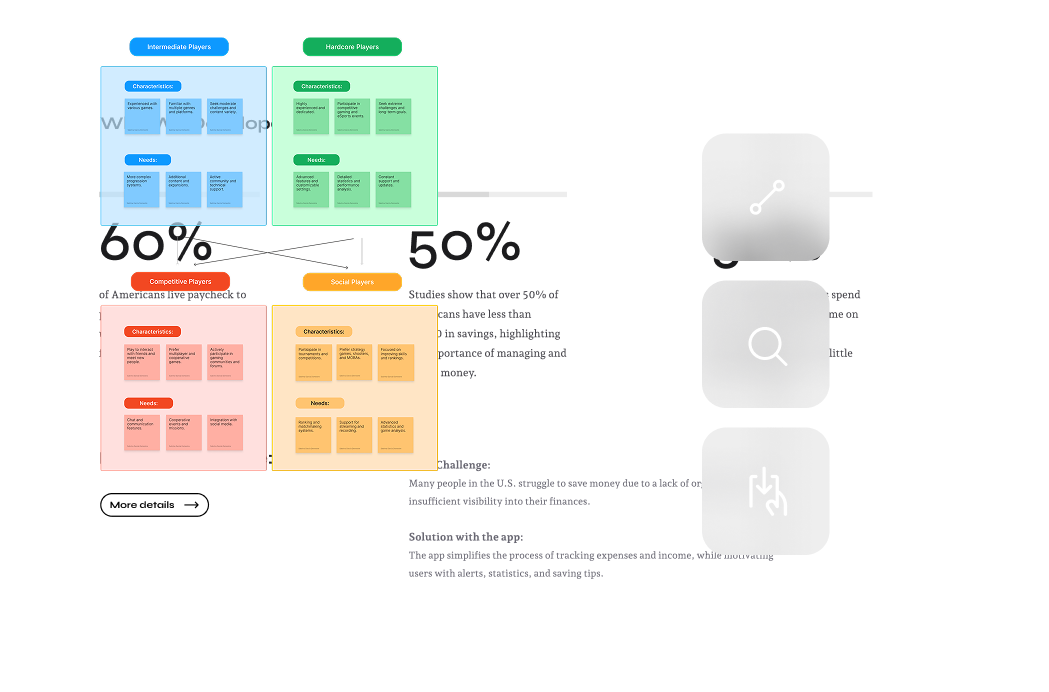 Intermediate Players
Hardcore Players
Characteristics:
Experienced with
various games.
Familiar with
multiple games
and platforms.
Seek moderate
challenges and
content variety.
Needs:
More complex
progression
systems.
Additional
content and
expansions.
Active
community and
technical
support.
Characteristics:
Highly
experienced and
dedicated.
Participate in
competitive
gaming and
eSports events.
Seek extreme
challenges and
long-term goals.
Needs:
Advanced
features and
customizable
settings.
Detailed
statistics and
performance
analysis.
Constant
support and
updates.
60%
50%
Competitive Players
Social Players
of Americans live paycheck to
Characteristics:
Play to interact
with friends and
meet new
people.
Prefer
multiplayer and
cooperative
games.
Actively
participate in
gaming
communities and
forums.
Needs:
Chat and
communication
features.
Cooperative
events and
missions.
Integration with
social media.
Characteristics:
Participate in
tournaments and
competitions.
Prefer strategy
games, shooters,
and MOBAs.
Focused on
improving skills
and rankings.
Needs:
Ranking and
matchmaking
systems.
Support for
streaming and
recording.
Advanced
statistics and
game analysis.
Studies show that over 50% of
cans have less than
in savings, highlighting
portance of managing and
money.
spend
me on
little
More details
Challenge:
Many people in the U.S. struggle to save money due to a lack of
insufficient visibility into their finances.
Solution with the app:
The app simplifies the process of tracking expenses and income, while motivating
users with alerts, statistics, and saving tips.